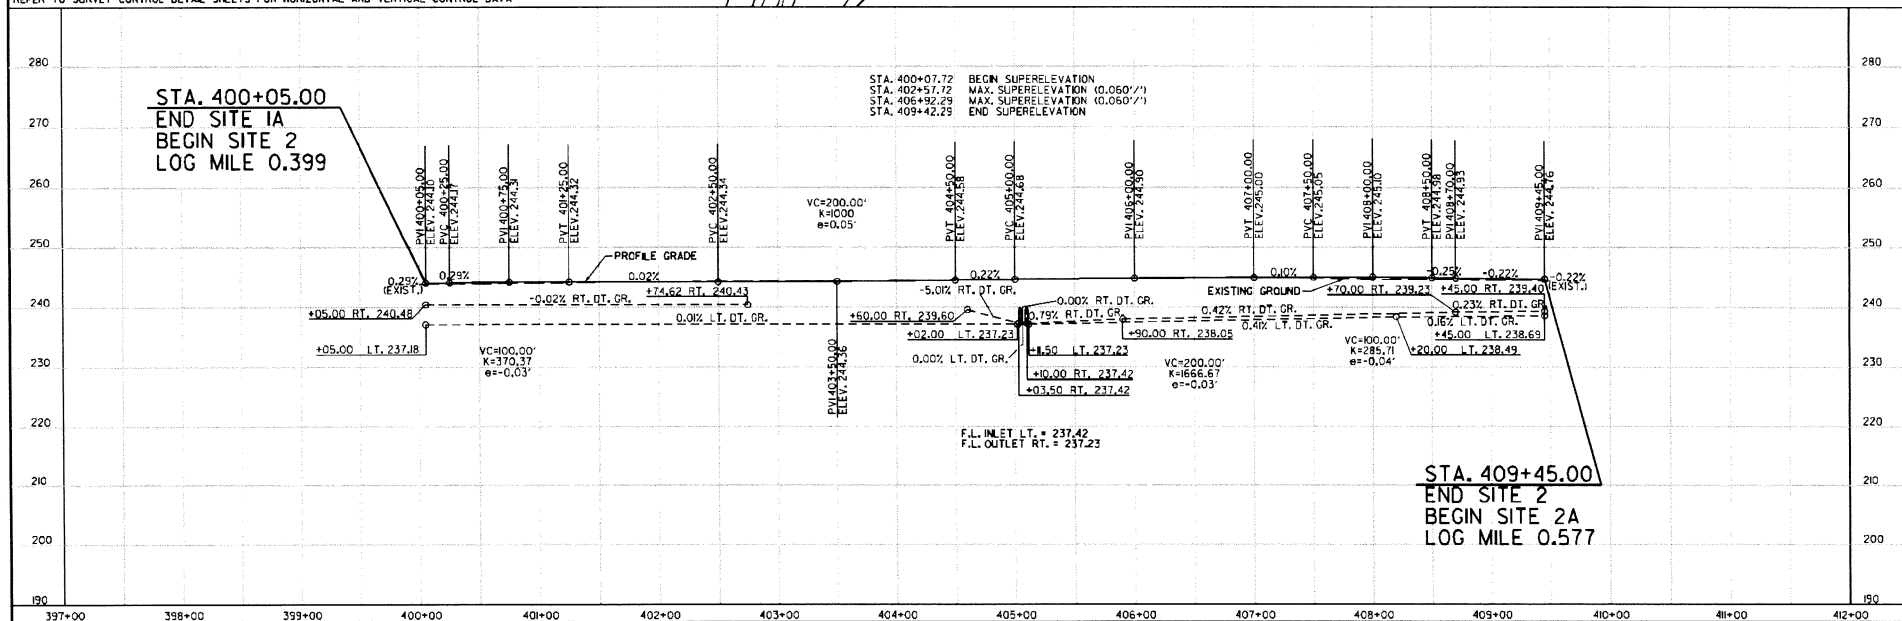 REFER TO SURVEY CONTROL DETAIL SHEETS FOR HORIZONTAL AND VERTICAL CONTROL DATA
280
270
260
250
240
230
220
210
200
190
STA. 400+05.00
END SITE 1A
BEGIN SITE 2
LOG MILE 0.399
STA. 400+07.72 BEGIN SUPERELEVATION
STA. 402+57.72 MAX. SUPERELEVATION (0.060'/')
STA. 406+92.29 MAX. SUPERELEVATION (0.060'/')
STA. 409+42.29 END SUPERELEVATION
PVI 400+05.00
ELEV. 244.10
PVC 400+25.00
ELEV. 244.17
PVI 400+75.00
ELEV. 244.31
PVT 401+25.00
ELEV. 244.32
PVC 402+50.00
ELEV. 244.34
VC=200.00'
K=1000
e=0.05'
PVT 404+50.00
ELEV. 244.58
PVC 405+00.00
ELEV. 244.68
PVI 406+00.00
ELEV. 244.90
PVT 407+00.00
ELEV. 245.00
PVC 407+50.00
ELEV. 245.05
PVI 408+00.00
ELEV. 245.10
PVT 408+50.00
ELEV. 244.98
PVI 408+70.00
ELEV. 244.93
PVI 409+45.00
ELEV. 244.76
0.29%
(EXIST.)
0.29%
PROFILE GRADE
0.02%
0.22%
0.10%
-0.25%
-0.22%
-0.22%
(EXIST.)
EXISTING GROUND
+05.00 RT. 240.48
-0.02% RT. DT. GR.
+74.62 RT. 240.43
0.01% LT. DT. GR.
+05.00 LT. 237.18
-5.01% RT. DT. GR.
+60.00 RT. 239.60
0.00% RT. DT. GR.
0.79% RT. DT. GR.
0.42% RT. DT. GR.
0.41% LT. DT. GR.
+70.00 RT. 239.23
+45.00 RT. 239.40
0.23% RT. DT. GR.
0.16% LT. DT. GR.
+45.00 LT. 238.69
+20.00 LT. 238.49
+90.00 RT. 238.05
+02.00 LT. 237.23
0.00% LT. DT. GR.
+11.50 LT. 237.23
+10.00 RT. 237.42
+03.50 RT. 237.42
VC=100.00'
K=370.37
e=-0.03'
PVI 403+50.00
ELEV. 244.36
VC=200.00'
K=1666.67
e=-0.03'
VC=100.00'
K=285.71
e=-0.04'
F.L. INLET LT. = 237.42
F.L. OUTLET RT. = 237.23
STA. 409+45.00
END SITE 2
BEGIN SITE 2A
LOG MILE 0.577
280
270
260
250
240
230
220
210
200
190
397+00 398+00 399+00 400+00 401+00 402+00 403+00 404+00 405+00 406+00 407+00 408+00 409+00 410+00 411+00 412+00